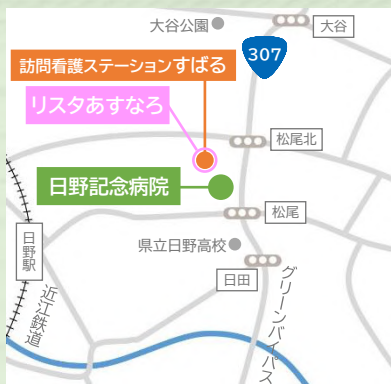 大谷公園
大谷
307
訪問看護ステーションすばる
リスタあすなろ
松尾北
日野記念病院
松尾
日野駅
県立日野高校
日田
近江鉄道
グリーンバイパス